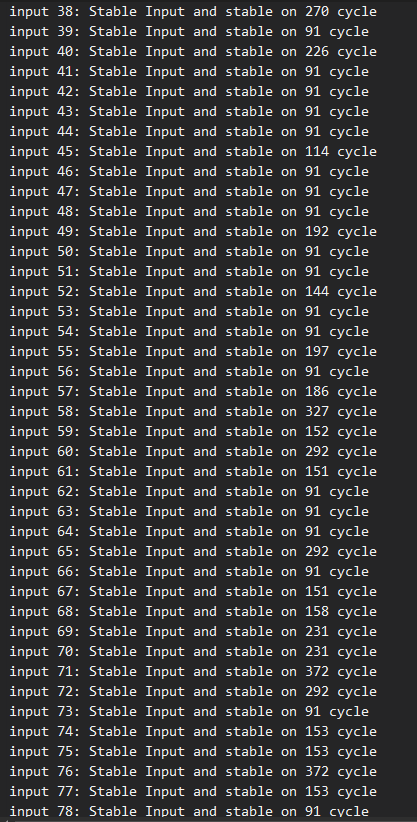 input 38: Stable Input and stable on 270 cycle
input 39: Stable Input and stable on 91 cycle
input 40: Stable Input and stable on 226 cycle
input 41: Stable Input and stable on 91 cycle
input 42: Stable Input and stable on 91 cycle
input 43: Stable Input and stable on 91 cycle
input 44: Stable Input and stable on 91 cycle
input 45: Stable Input and stable on 114 cycle
input 46: Stable Input and stable on 91 cycle
input 47: Stable Input and stable on 91 cycle
input 48: Stable Input and stable on 91 cycle
input 49: Stable Input and stable on 192 cycle
input 50: Stable Input and stable on 91 cycle
input 51: Stable Input and stable on 91 cycle
input 52: Stable Input and stable on 144 cycle
input 53: Stable Input and stable on 91 cycle
input 54: Stable Input and stable on 91 cycle
input 55: Stable Input and stable on 197 cycle
input 56: Stable Input and stable on 91 cycle
input 57: Stable Input and stable on 186 cycle
input 58: Stable Input and stable on 327 cycle
input 59: Stable Input and stable on 152 cycle
input 60: Stable Input and stable on 292 cycle
input 61: Stable Input and stable on 151 cycle
input 62: Stable Input and stable on 91 cycle
input 63: Stable Input and stable on 91 cycle
input 64: Stable Input and stable on 91 cycle
input 65: Stable Input and stable on 292 cycle
input 66: Stable Input and stable on 91 cycle
input 67: Stable Input and stable on 151 cycle
input 68: Stable Input and stable on 158 cycle
input 69: Stable Input and stable on 231 cycle
input 70: Stable Input and stable on 231 cycle
input 71: Stable Input and stable on 372 cycle
input 72: Stable Input and stable on 292 cycle
input 73: Stable Input and stable on 91 cycle
input 74: Stable Input and stable on 153 cycle
input 75: Stable Input and stable on 153 cycle
input 76: Stable Input and stable on 372 cycle
input 77: Stable Input and stable on 153 cycle
input 78: Stable Input and stable on 91 cycle